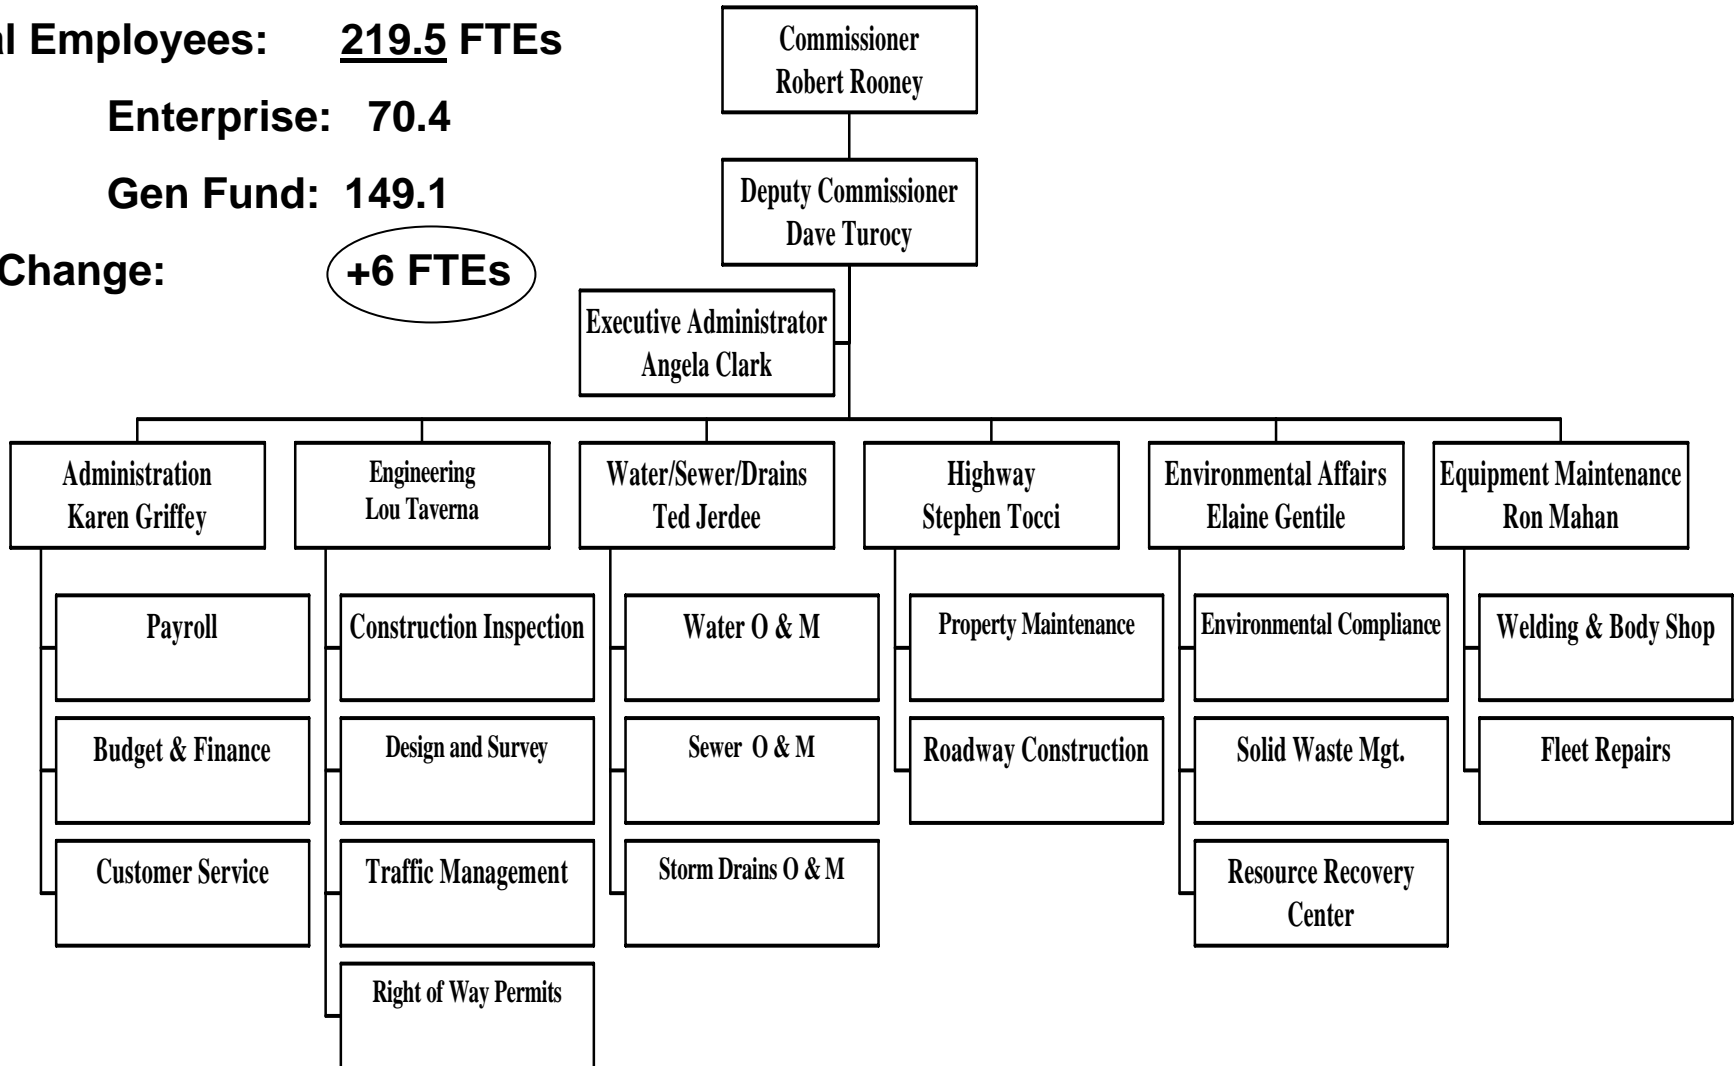 al Employees: 219.5 FTEs
Enterprise: 70.4
Gen Fund: 149.1
Change: +6 FTEs
Commissioner
Robert Rooney
Deputy Commissioner
Dave Turocy
Executive Administrator
Angela Clark
Administration
Karen Griffey
Engineering
Lou Taverna
Water/Sewer/Drains
Ted Jerdee
Highway
Stephen Tocci
Environmental Affairs
Elaine Gentile
Equipment Maintenance
Ron Mahan
Payroll
Budget & Finance
Customer Service
Construction Inspection
Design and Survey
Traffic Management
Right of Way Permits
Water O & M
Sewer O & M
Storm Drains O & M
Property Maintenance
Roadway Construction
Environmental Compliance
Solid Waste Mgt.
Resource Recovery
Center
Welding & Body Shop
Fleet Repairs